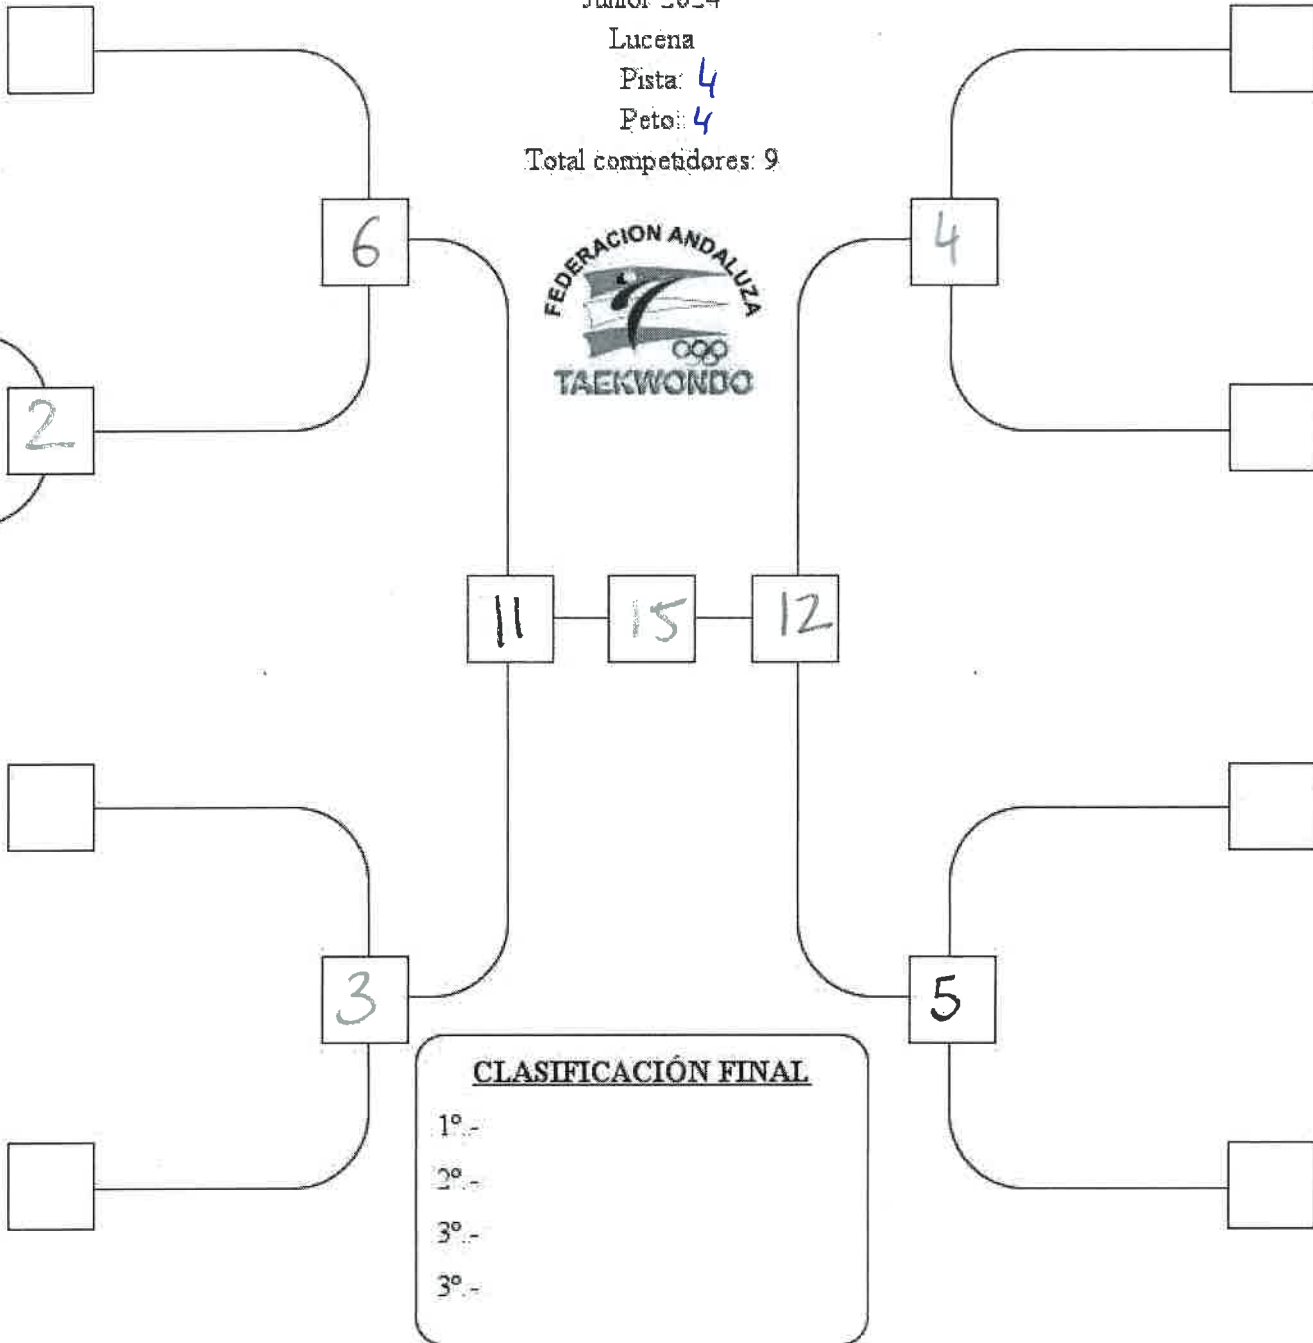 Lucena
Pista: 4
Peto: 4
Total competidores: 9
FEDERACION ANDALUZA
TAEKWONDO
6
4
2
11
15
12
3
5
CLASIFICACIÓN FINAL
1º.-
2º.-
3º.-
3º.-